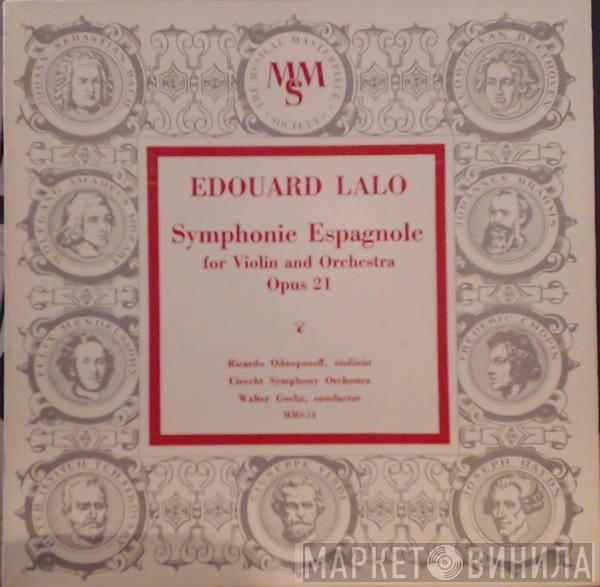 JOHANN SEBASTIAN BACH
THE MUSICAL MASTERPIECE
SOCIETY
MMS
LUDWIG VAN BEETHOVEN
WOLFGANG AMADEUS MOZART
JOHANNES BRAHMS
EDOUARD LALO
Symphonie Espagnole
for Violin and Orchestra
Opus 21
Ricardo Odnoposoff, violinist
Utrecht Symphony Orchestra
Walter Goehr, conductor
MMS-14
FELIX MENDELSSOHN
FREDERIC CHOPIN
PETER ILYITCH TCHAIKOVSKY
GIUSEPPE VERDI
JOSEPH HAYDN
МАРКЕТ ВИНИЛА